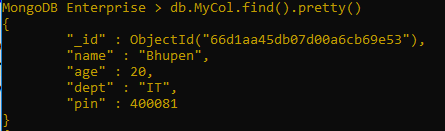 MongoDB Enterprise > db.MyCol.find().pretty()
{
        "_id" : ObjectId("66d1aa45db07d00a6cb69e53"),
        "name" : "Bhupen",
        "age" : 20,
        "dept" : "IT",
        "pin" : 400081
}